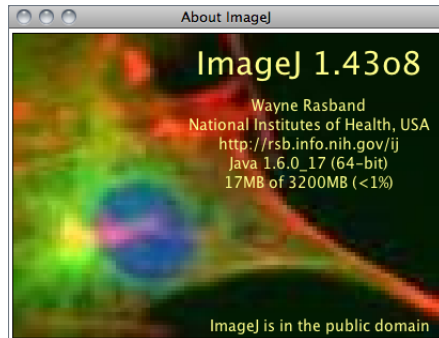 About ImageJ
ImageJ 1.43o8
Wayne Rasband
National Institutes of Health, USA
http://rsb.info.nih.gov/ij
Java 1.6.0_17 (64-bit)
17MB of 3200MB (<1%)
ImageJ is in the public domain